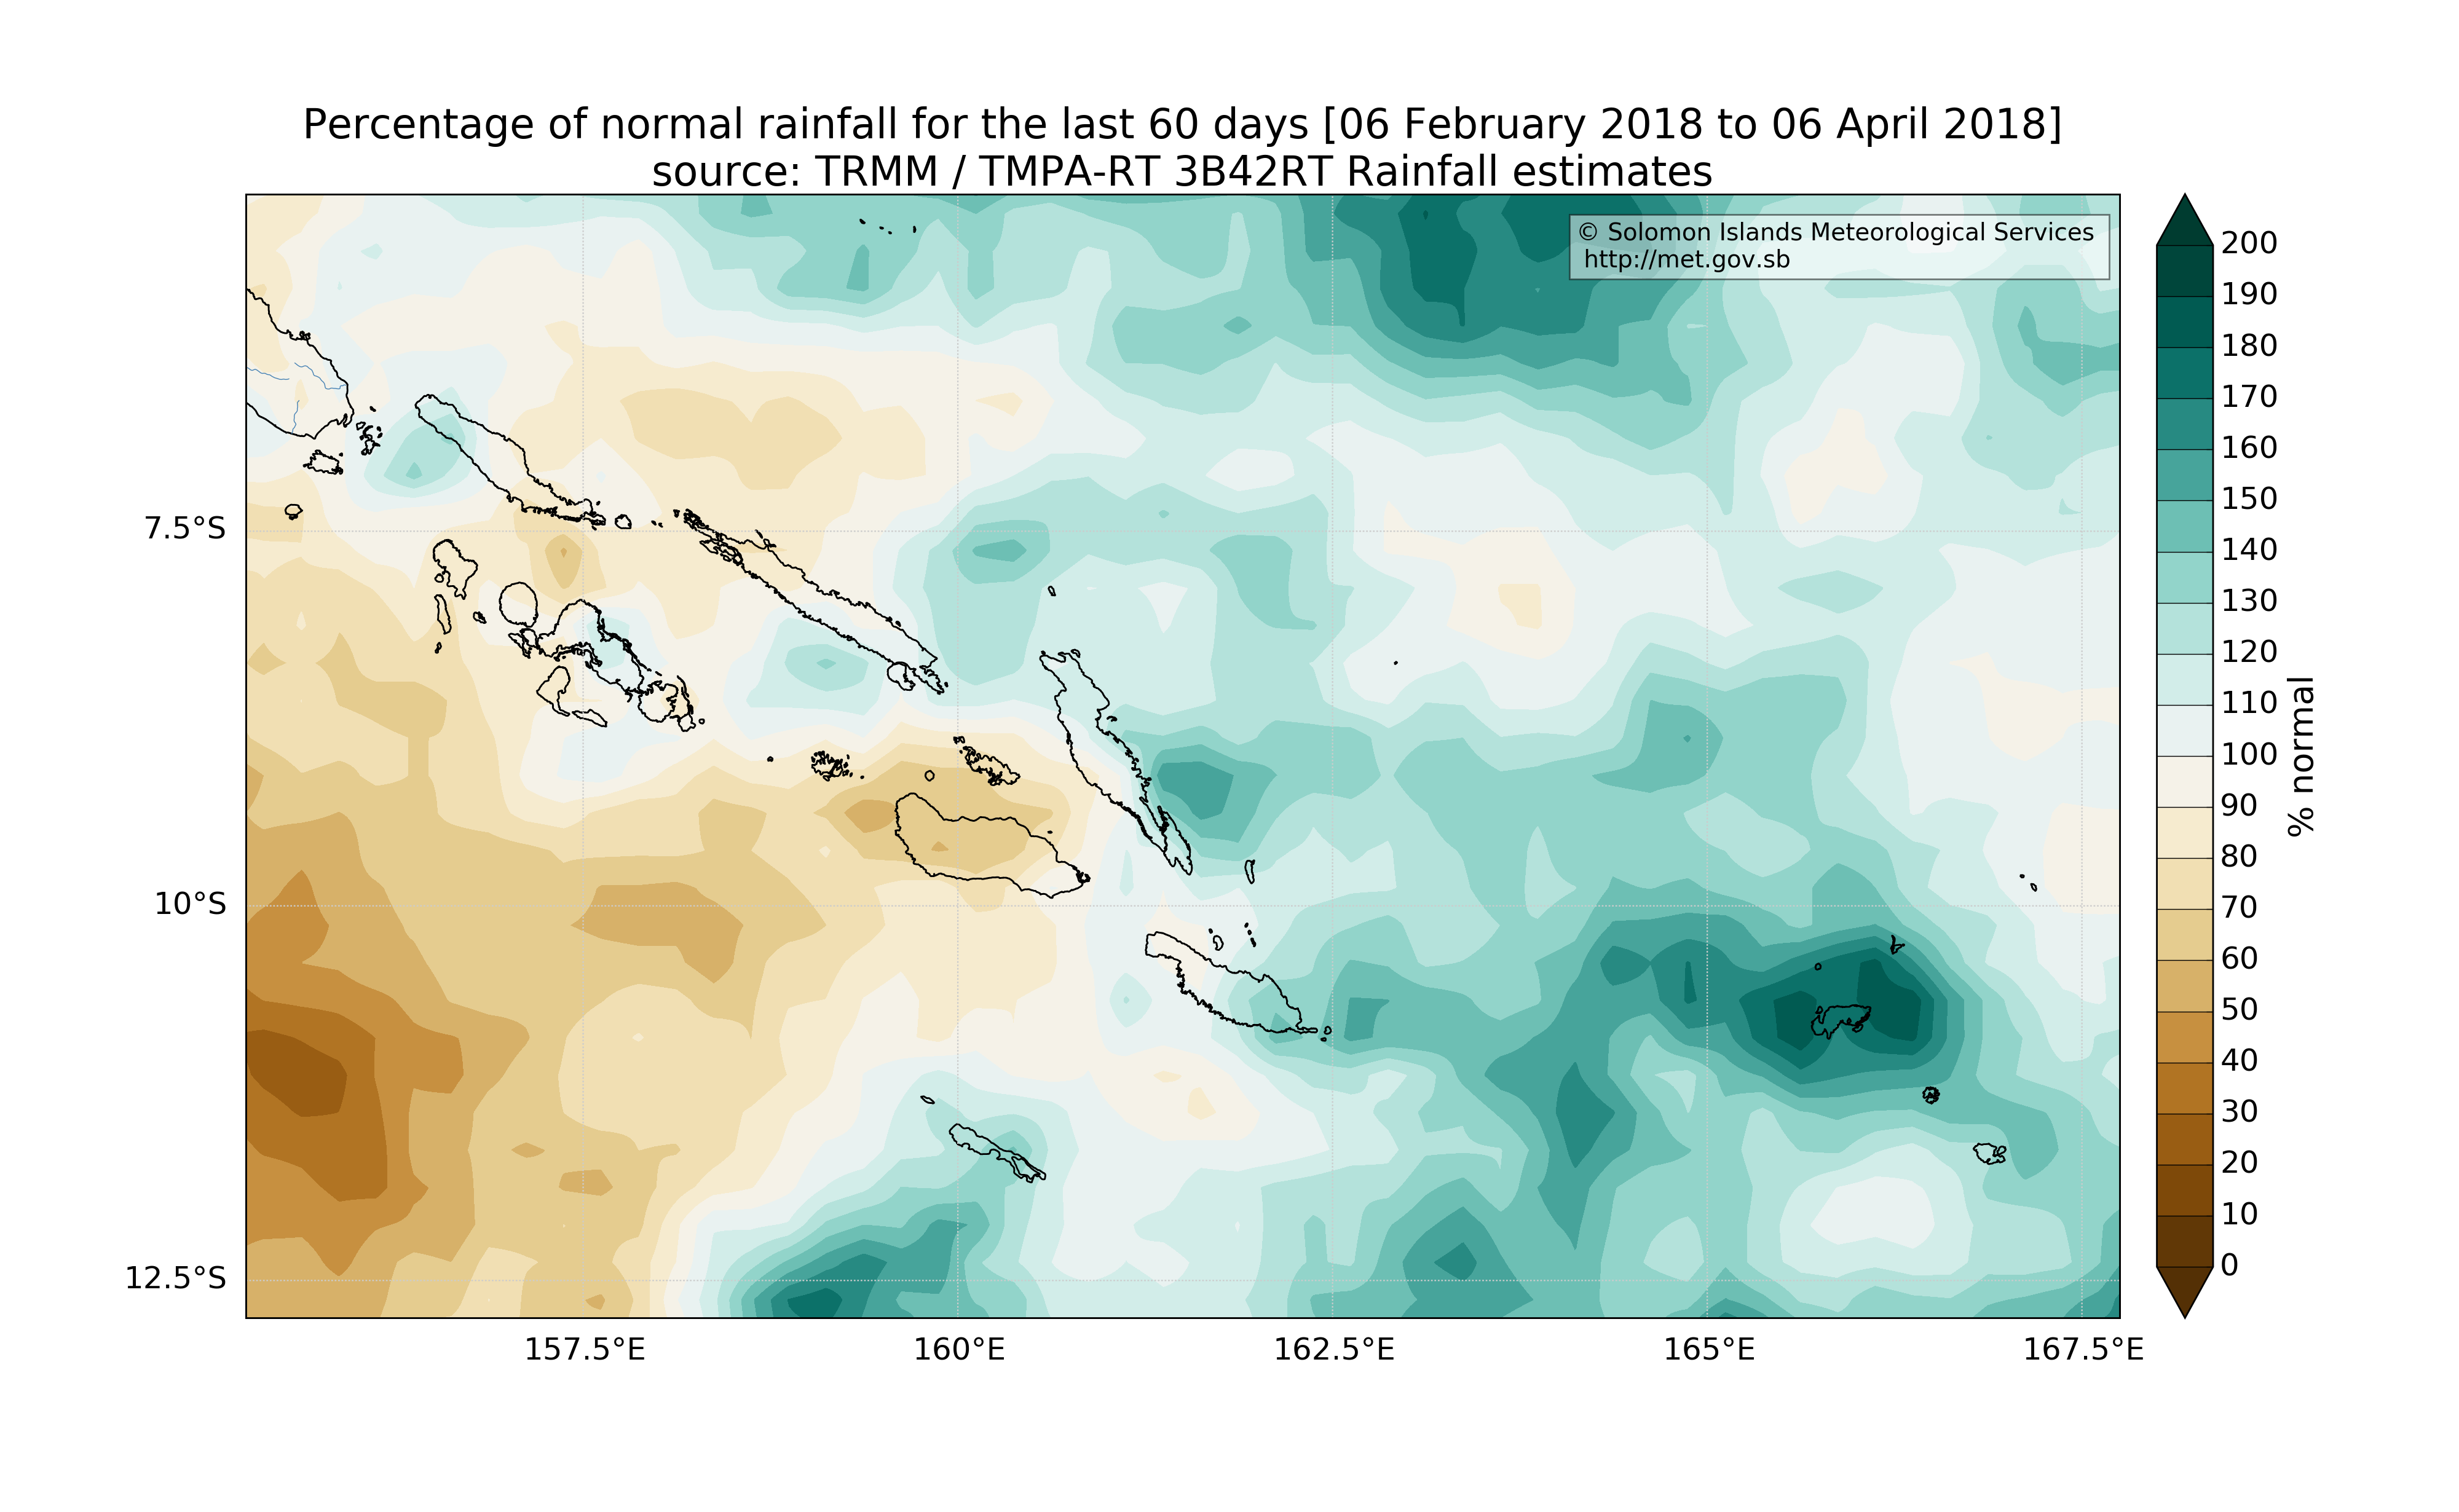 Percentage of normal rainfall for the last 60 days [06 February 2018 to 06 April 2018]
source: TRMM / TMPA-RT 3B42RT Rainfall estimates
© Solomon Islands Meteorological Services
http://met.gov.sb
7.5°S
10°S
12.5°S
157.5°E
160°E
162.5°E
165°E
167.5°E
200
190
180
170
160
150
140
130
120
110
100
90
80
70
60
50
40
30
20
10
0
% normal